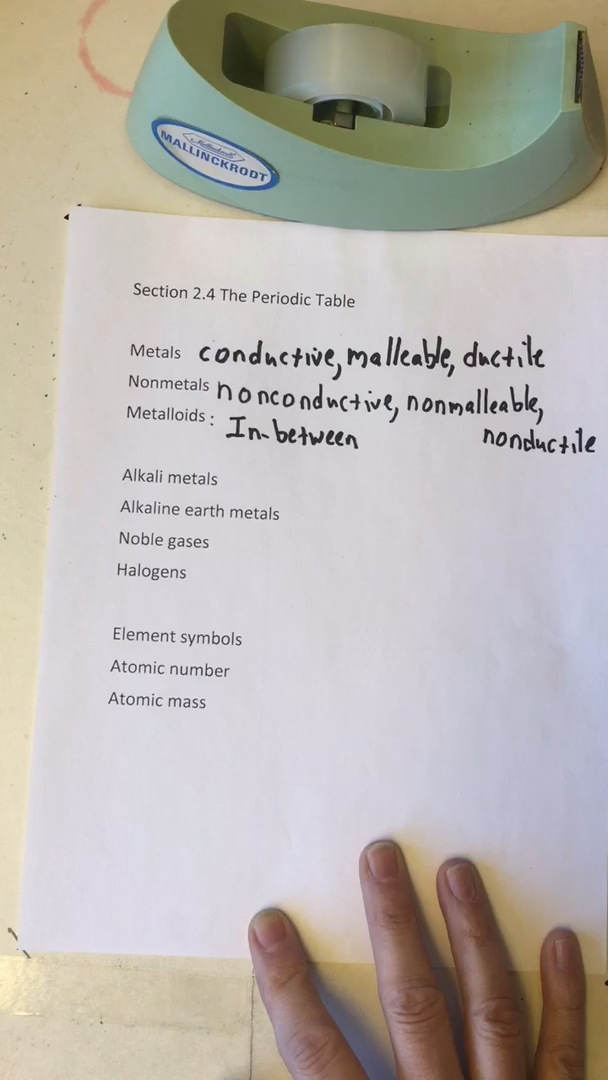 Mallinckrodt
MALLINCKRODT
Section 2.4 The Periodic Table
Metals conductive, malleable, ductile
Nonmetals nonconductive, nonmalleable,
nonductile
Metalloids: In-between
Alkali metals
Alkaline earth metals
Noble gases
Halogens
Element symbols
Atomic number
Atomic mass